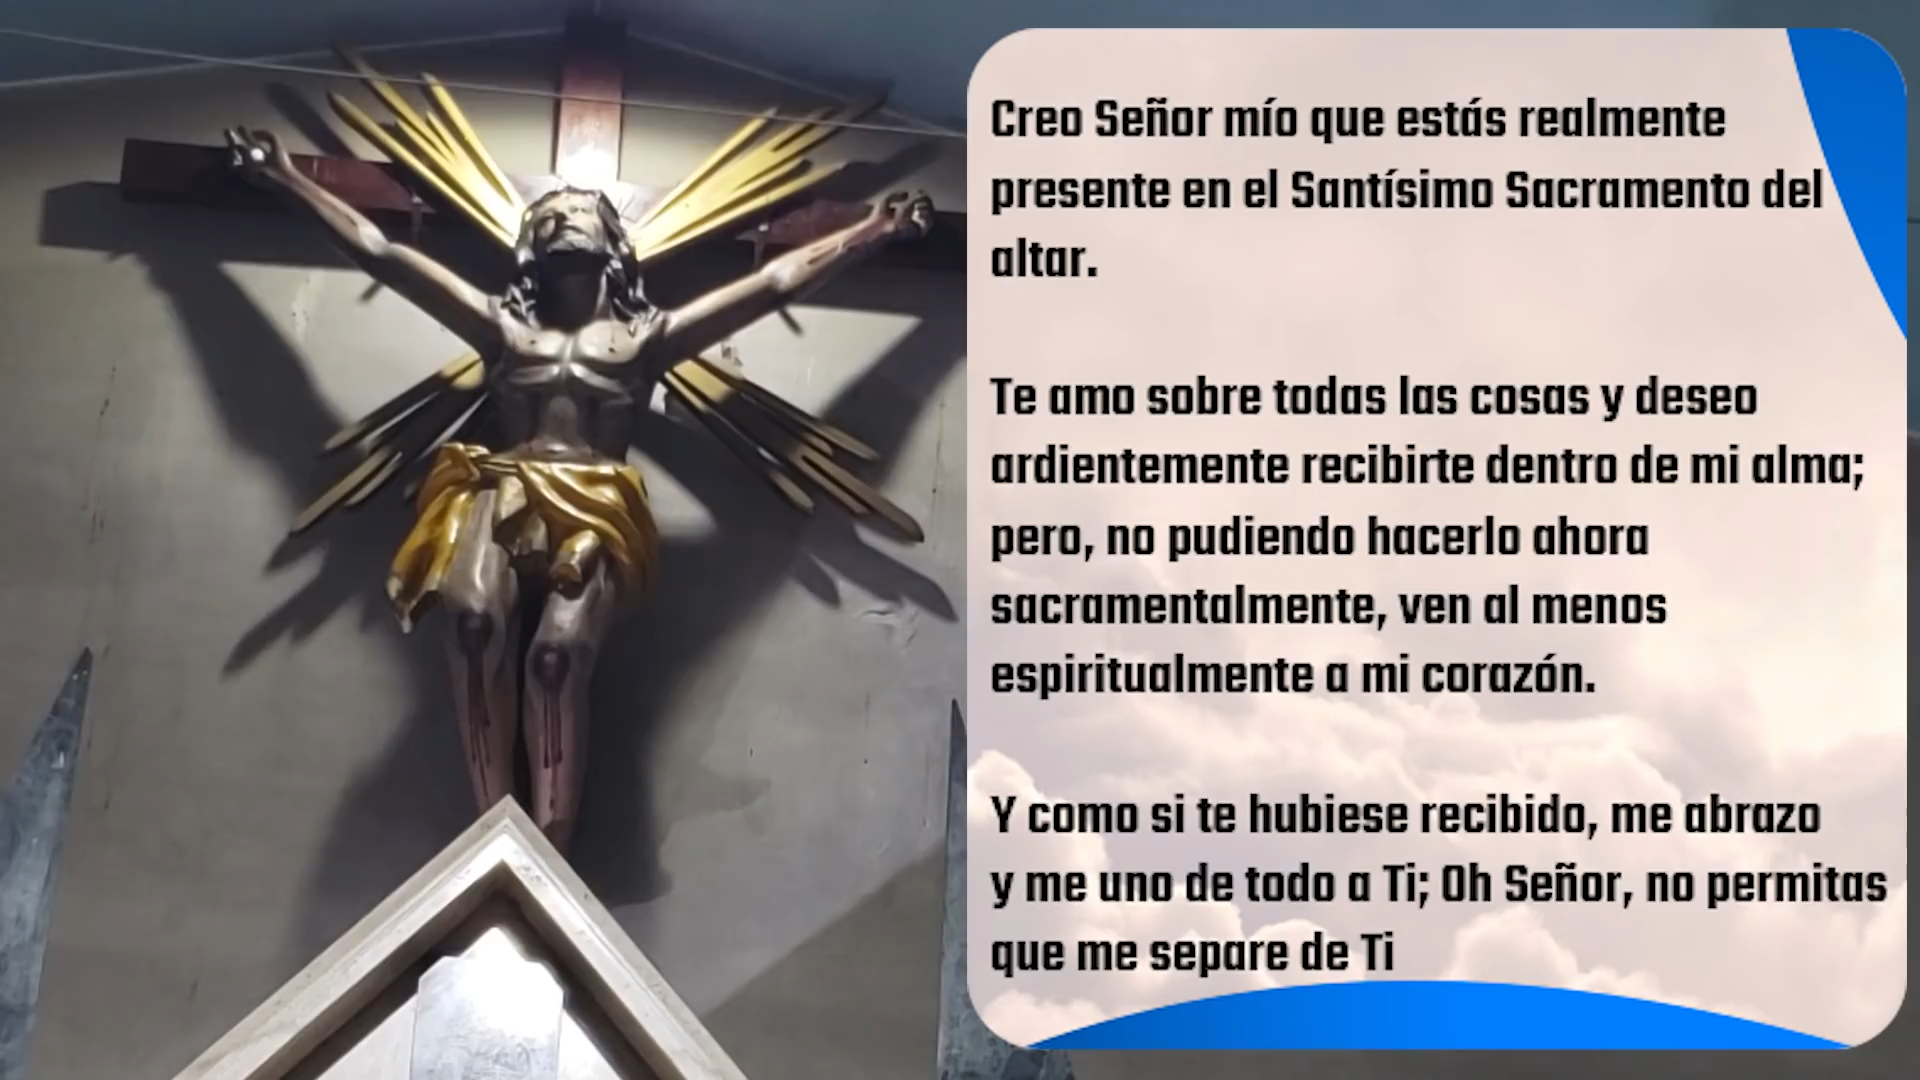 Creo Señor mío que estás realmente
presente en el Santísimo Sacramento del
altar.
Te amo sobre todas las cosas y deseo
ardientemente recibirte dentro de mi alma;
pero, no pudiendo hacerlo ahora
sacramentalmente, ven al menos
espiritualmente a mi corazón.
Y como si te hubiese recibido, me abrazo
y me uno de todo a Ti; Oh Señor, no permitas
que me separe de Ti